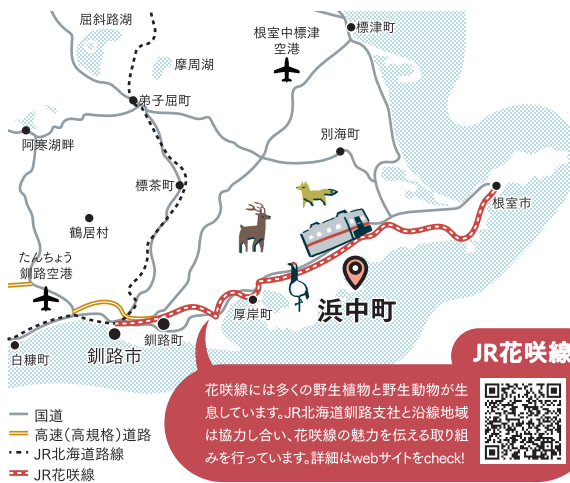 屈斜路湖
標津町
根室中標津
空港
摩周湖
弟子屈町
別海町
阿寒湖畔
標茶町
根室市
鶴居村
たんちょう
釧路空港
厚岸町
浜中町
釧路町
釧路市
白糠町
JR花咲線
花咲線には多くの野生植物と野生動物が生
息しています。JR北海道釧路支社と沿線地域
は協力し合い、花咲線の魅力を伝える取り組
みを行っています。詳細はwebサイトをcheck!
国道
高速(高規格)道路
JR北海道路線
JR花咲線